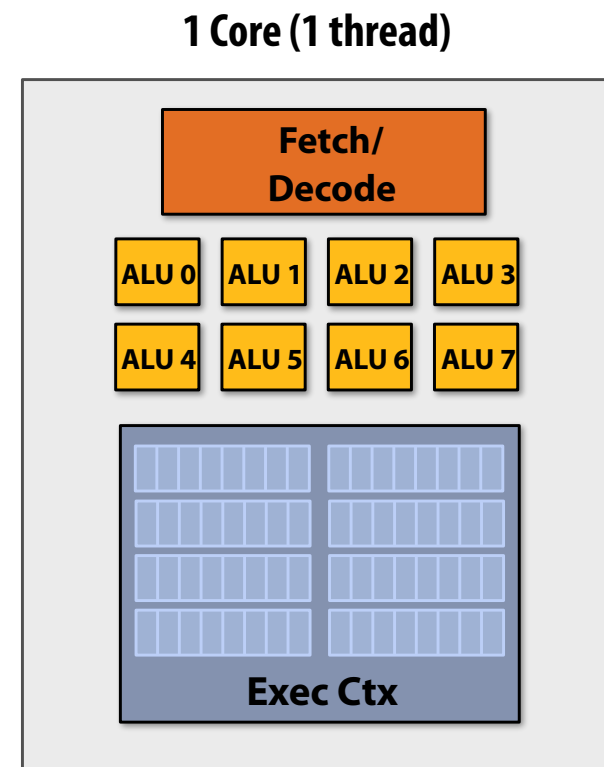 1 Core (1 thread)
Fetch/
Decode
ALU 0 ALU 1 ALU 2 ALU 3
ALU 4 ALU 5 ALU 6 ALU 7
Exec Ctx